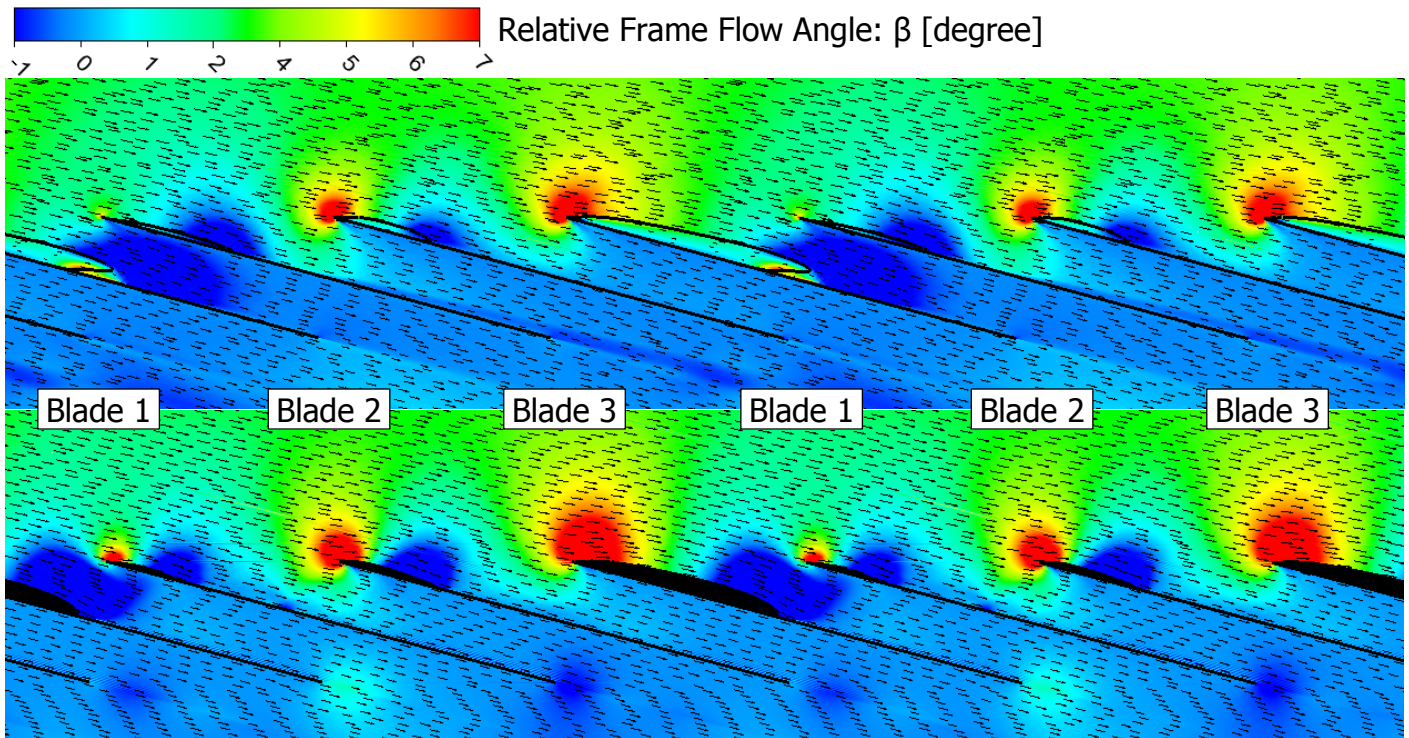 Relative Frame Flow Angle: β [degree]
-1 0 1 2 3 4 5 6 7
Blade 1 Blade 2 Blade 3 Blade 1 Blade 2 Blade 3